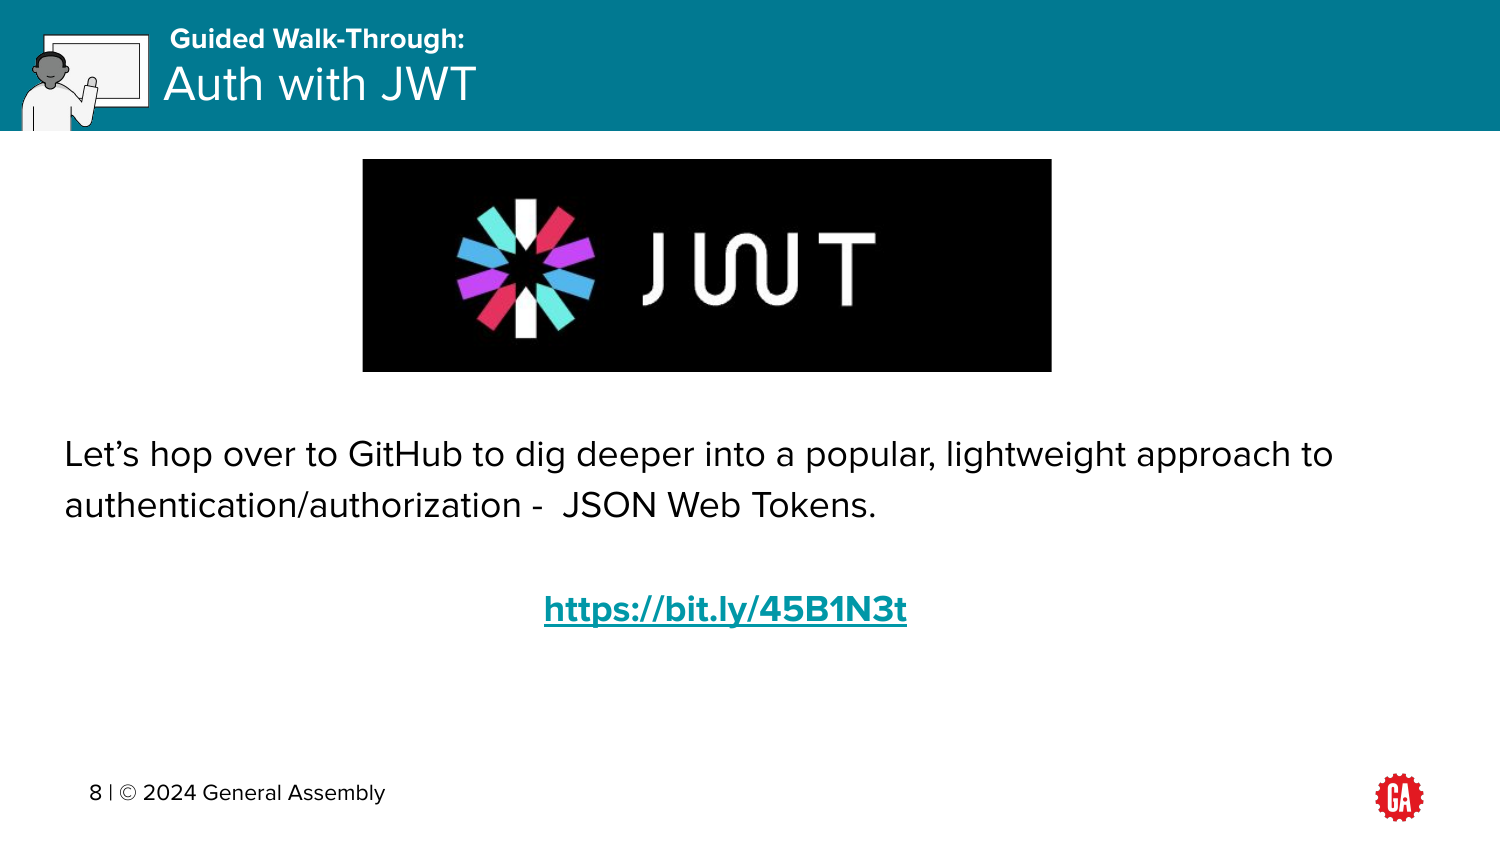 Guided Walk-Through:
Auth with JWT
JWT
Let’s hop over to GitHub to dig deeper into a popular, lightweight approach to
authentication/authorization -  JSON Web Tokens.
https://bit.ly/45B1N3t
8 | © 2024 General Assembly
GA